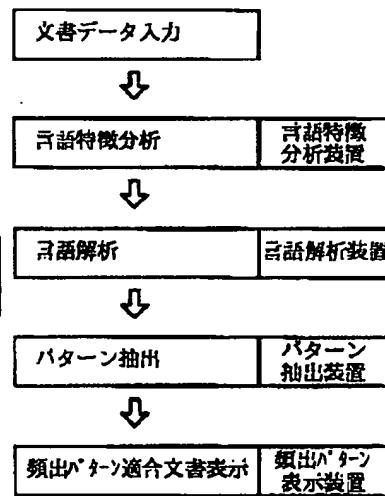 文書データ入力
言語特徴分析
言語特徴
分析装置
言語解析
言語解析装置
パターン抽出
パターン
抽出装置
頻出パターン適合文書表示
頻出パターン
表示装置